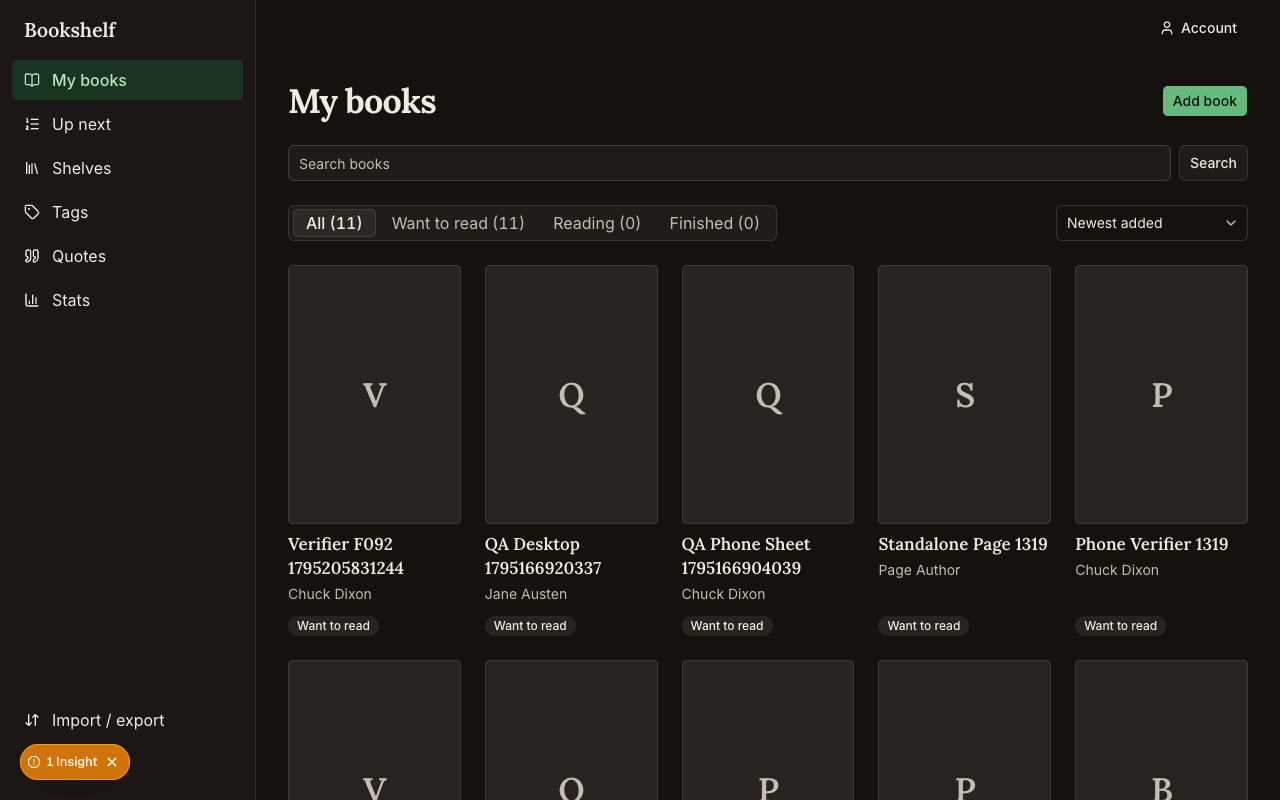 Bookshelf
My books
Up next
Shelves
Tags
Quotes
Stats
Import / export
1 Insight
Account
My books
Add book
Search books
Search
All (11)
Want to read (11)
Reading (0)
Finished (0)
Newest added
V
Q
Q
S
P
Verifier F092
1795205831244
Chuck Dixon
Want to read
QA Desktop
1795166920337
Jane Austen
Want to read
QA Phone Sheet
1795166904039
Chuck Dixon
Want to read
Standalone Page 1319
Page Author
Want to read
Phone Verifier 1319
Chuck Dixon
Want to read
V
Q
P
P
B